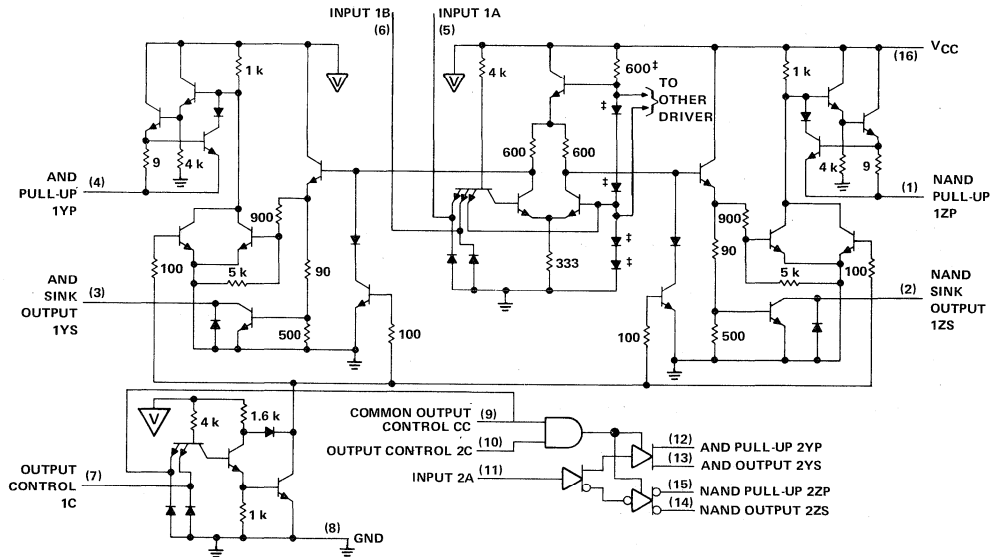 INPUT 1B
(6)
INPUT 1A
(5)
V
V
VCC
(16)
1 k
4 k
600‡
TO
OTHER
DRIVER
‡
1 k
9
4 k
600
600
‡
4 k
9
AND
PULL-UP
1YP
(4)
(1)
NAND
PULL-UP
1ZP
900
900
‡
100
5 k
90
333
90
5 k
100
AND
SINK
OUTPUT
1YS
(3)
(2)
NAND
SINK
OUTPUT
1ZS
500
100
100
500
V
4 k
1.6 k
COMMON OUTPUT
CONTROL CC
(9)
OUTPUT CONTROL 2C
(10)
INPUT 2A
(11)
(12)
AND PULL-UP 2YP
(13)
AND OUTPUT 2YS
(15)
NAND PULL-UP 2ZP
(14)
NAND OUTPUT 2ZS
OUTPUT
CONTROL
1C
(7)
1 k
(8)
GND